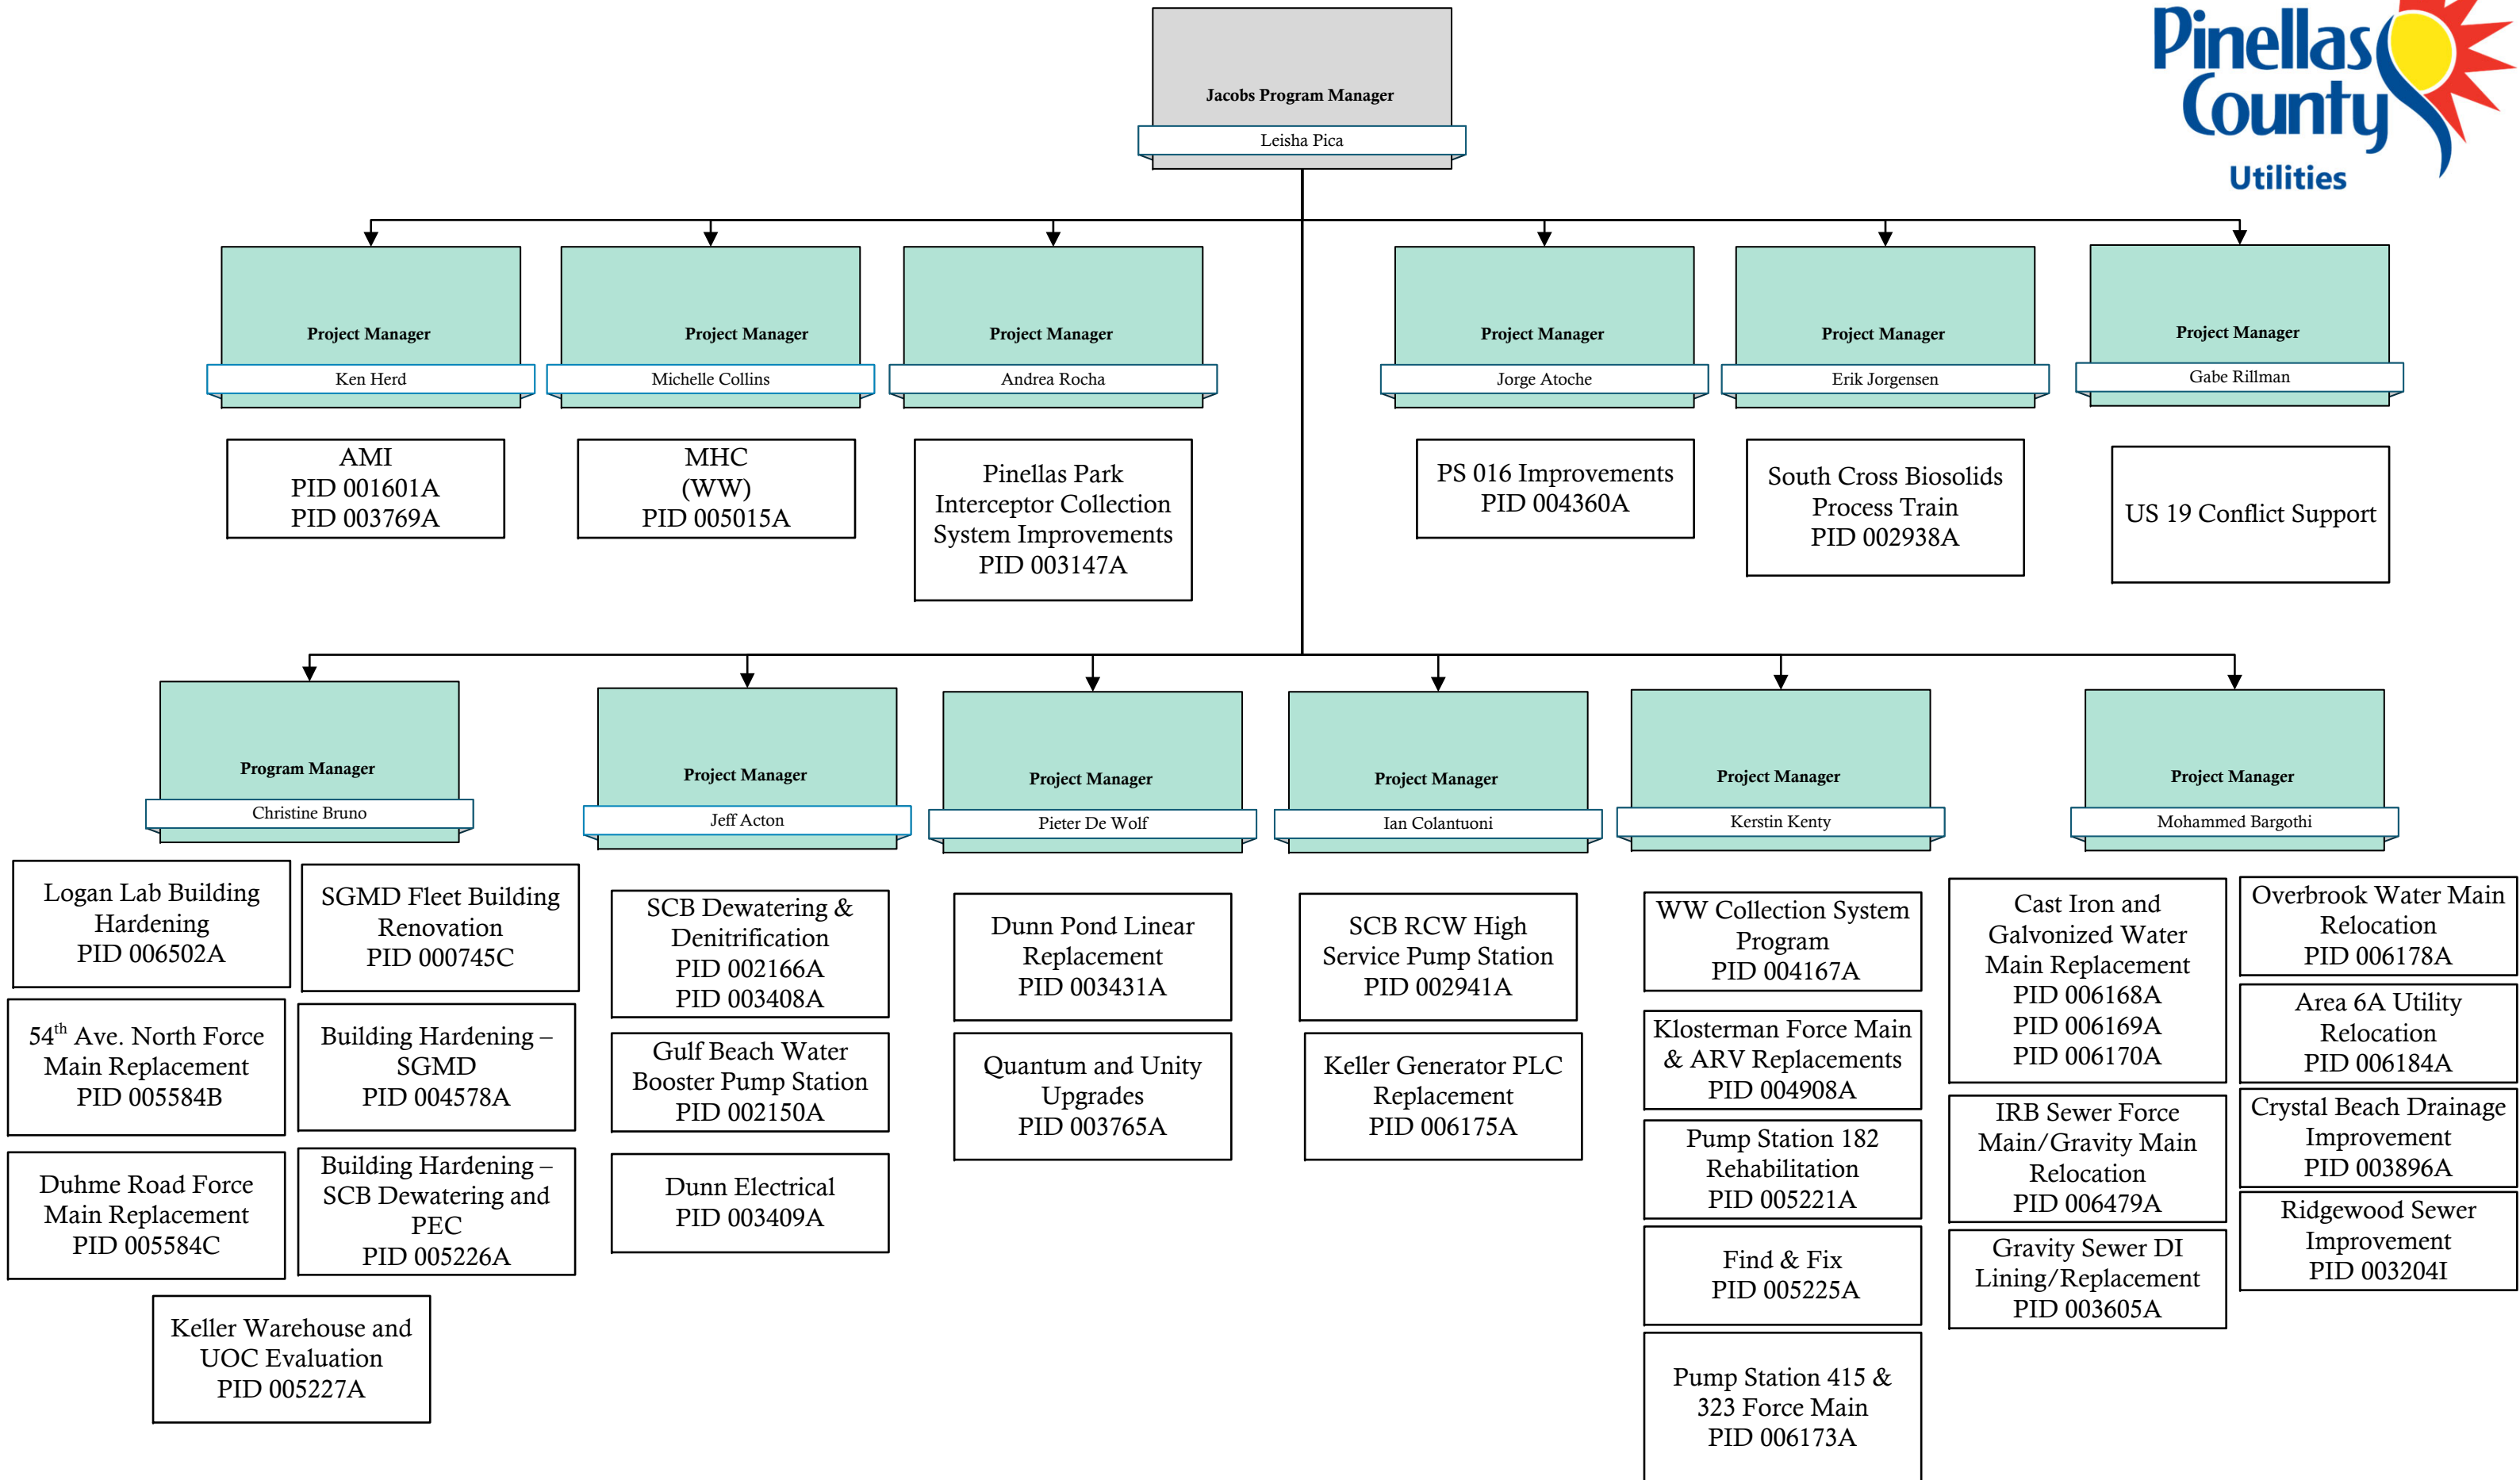 Pinellas
County
Utilities
Jacobs Program Manager
Leisha Pica
Project Manager
Ken Herd
Project Manager
Michelle Collins
Project Manager
Andrea Rocha
Project Manager
Jorge Atoche
Project Manager
Erik Jorgensen
Project Manager
Gabe Rillman
AMI
PID 001601A
PID 003769A
MHC
(WW)
PID 005015A
Pinellas Park
Interceptor Collection
System Improvements
PID 003147A
PS 016 Improvements
PID 004360A
South Cross Biosolids
Process Train
PID 002938A
US 19 Conflict Support
Program Manager
Christine Bruno
Project Manager
Jeff Acton
Project Manager
Pieter De Wolf
Project Manager
Ian Colantuoni
Project Manager
Kerstin Kenty
Project Manager
Mohammed Bargothi
Logan Lab Building
Hardening
PID 006502A
SGMD Fleet Building
Renovation
PID 000745C
54th Ave. North Force
Main Replacement
PID 005584B
Building Hardening –
SGMD
PID 004578A
Duhme Road Force
Main Replacement
PID 005584C
Building Hardening –
SCB Dewatering and
PEC
PID 005226A
Keller Warehouse and
UOC Evaluation
PID 005227A
SCB Dewatering &
Denitrification
PID 002166A
PID 003408A
Gulf Beach Water
Booster Pump Station
PID 002150A
Dunn Electrical
PID 003409A
Dunn Pond Linear
Replacement
PID 003431A
Quantum and Unity
Upgrades
PID 003765A
SCB RCW High
Service Pump Station
PID 002941A
Keller Generator PLC
Replacement
PID 006175A
WW Collection System
Program
PID 004167A
Klosterman Force Main
& ARV Replacements
PID 004908A
Pump Station 182
Rehabilitation
PID 005221A
Find & Fix
PID 005225A
Pump Station 415 &
323 Force Main
PID 006173A
Cast Iron and
Galvonized Water
Main Replacement
PID 006168A
PID 006169A
PID 006170A
IRB Sewer Force
Main/Gravity Main
Relocation
PID 006479A
Gravity Sewer DI
Lining/Replacement
PID 003605A
Overbrook Water Main
Relocation
PID 006178A
Area 6A Utility
Relocation
PID 006184A
Crystal Beach Drainage
Improvement
PID 003896A
Ridgewood Sewer
Improvement
PID 003204I